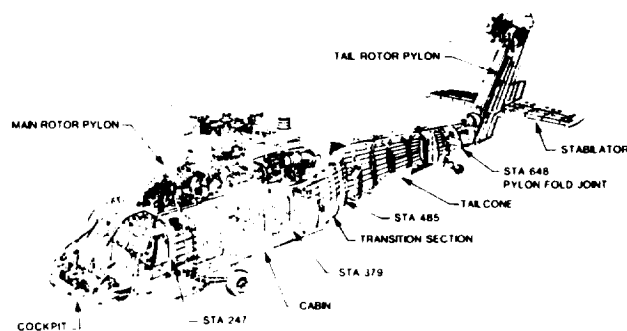 TAIL ROTOR PYLON
MAIN ROTOR PYLON
STABILATOR
STA 648
PYLON FOLD JOINT
TAILCONE
STA 485
TRANSITION SECTION
STA 379
CABIN
STA 247
COCKPIT